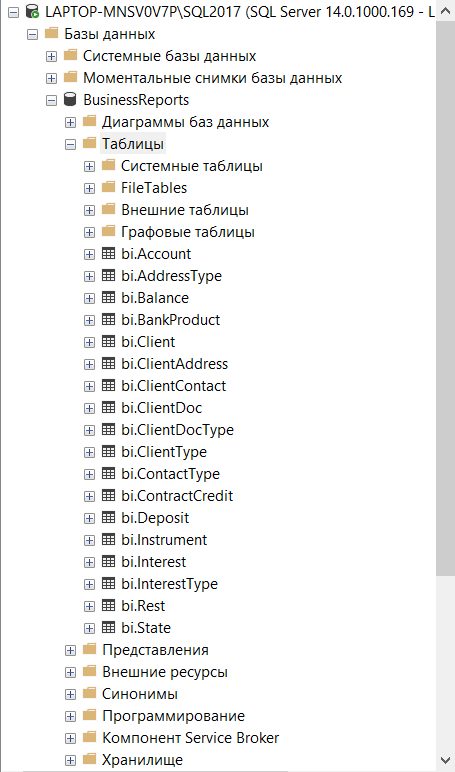 LAPTOP-MNSV0V7P\SQL2017 (SQL Server 14.0.1000.169 - L
Базы данных
Системные базы данных
Моментальные снимки базы данных
BusinessReports
Диаграммы баз данных
Таблицы
Системные таблицы
FileTables
Внешние таблицы
Графовые таблицы
bi.Account
bi.AddressType
bi.Balance
bi.BankProduct
bi.Client
bi.ClientAddress
bi.ClientContact
bi.ClientDoc
bi.ClientDocType
bi.ClientType
bi.ContactType
bi.ContractCredit
bi.Deposit
bi.Instrument
bi.Interest
bi.InterestType
bi.Rest
bi.State
Представления
Внешние ресурсы
Синонимы
Программирование
Компонент Service Broker
Хранилище